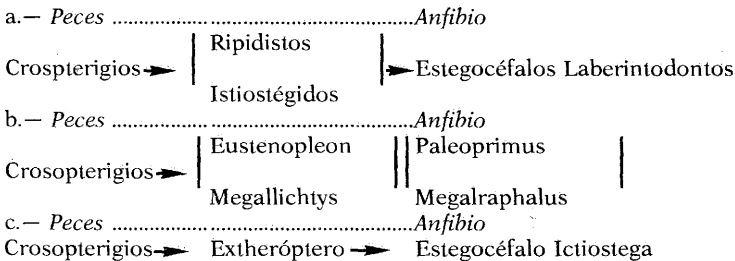 a.— Peces ........................................................Anfibio
Ripidistos
Crospterigios → Estegocéfalos Laberintodontos
Istiostégidos
b.— Peces ........................................................Anfibio
Eustenopleon Paleoprimus
Crosopterigios →
Megallichtys Megalraphalus
c.— Peces ........................................................Anfibio
Crosopterigios → Extheróptero → Estegocéfalo Ictiostega